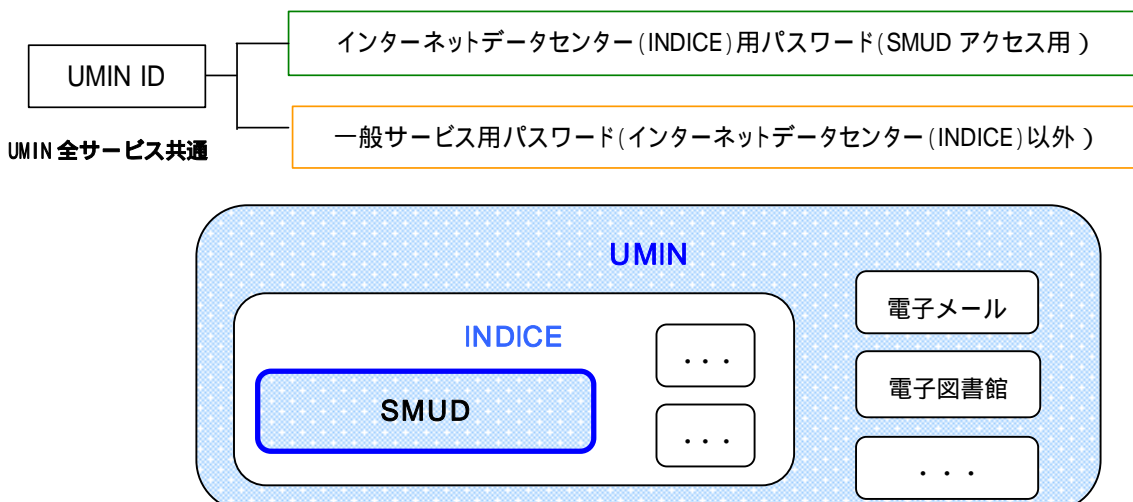 インターネットデータセンター(INDICE)用パスワード(SMUD アクセス用 )
UMIN ID
一般サービス用パスワード(インターネットデータセンター(INDICE)以外 )
UMIN 全サービス共通
UMIN
電子メール
INDICE
・・・
電子図書館
SMUD
・・・
・・・